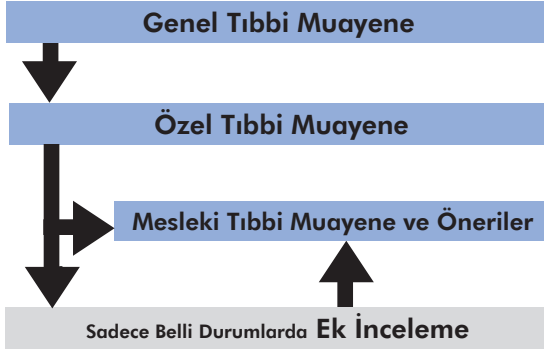 Genel Tıbbi Muayene
Özel Tıbbi Muayene
Mesleki Tıbbi Muayene ve Öneriler
Sadece Belli Durumlarda Ek İnceleme